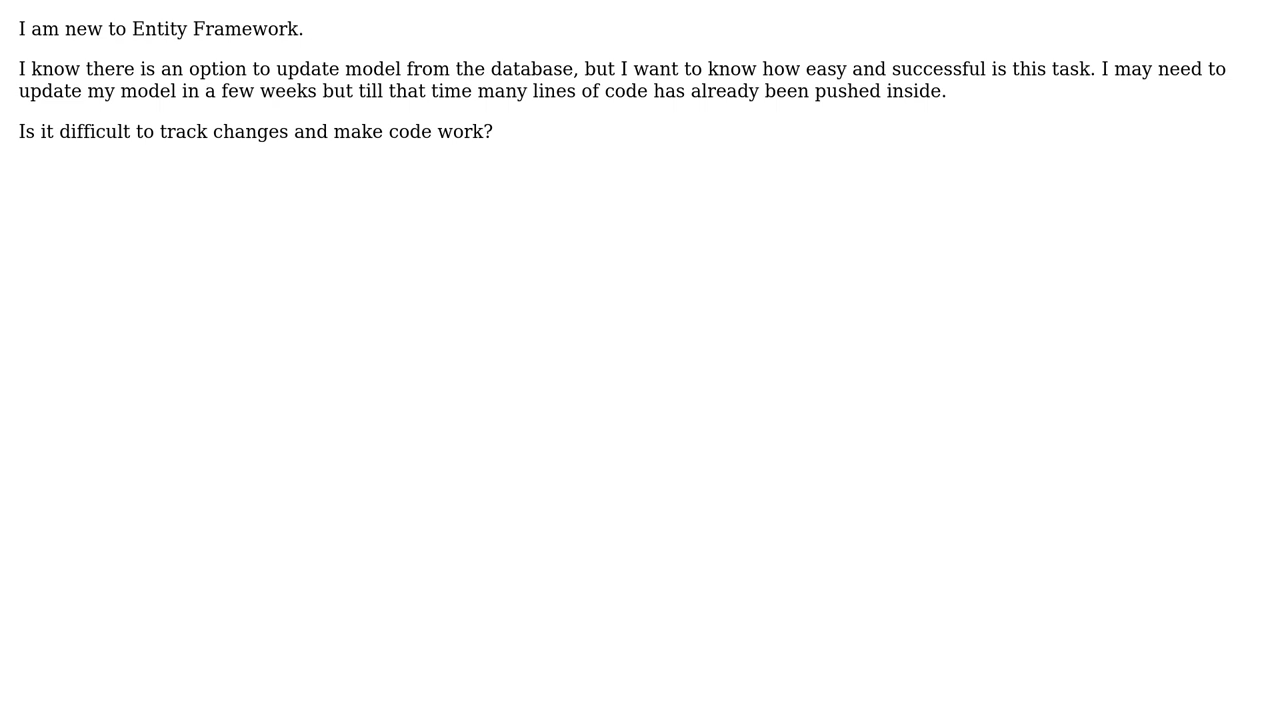 I am new to Entity Framework.
I know there is an option to update model from the database, but I want to know how easy and successful is this task. I may need to
update my model in a few weeks but till that time many lines of code has already been pushed inside.
Is it difficult to track changes and make code work?